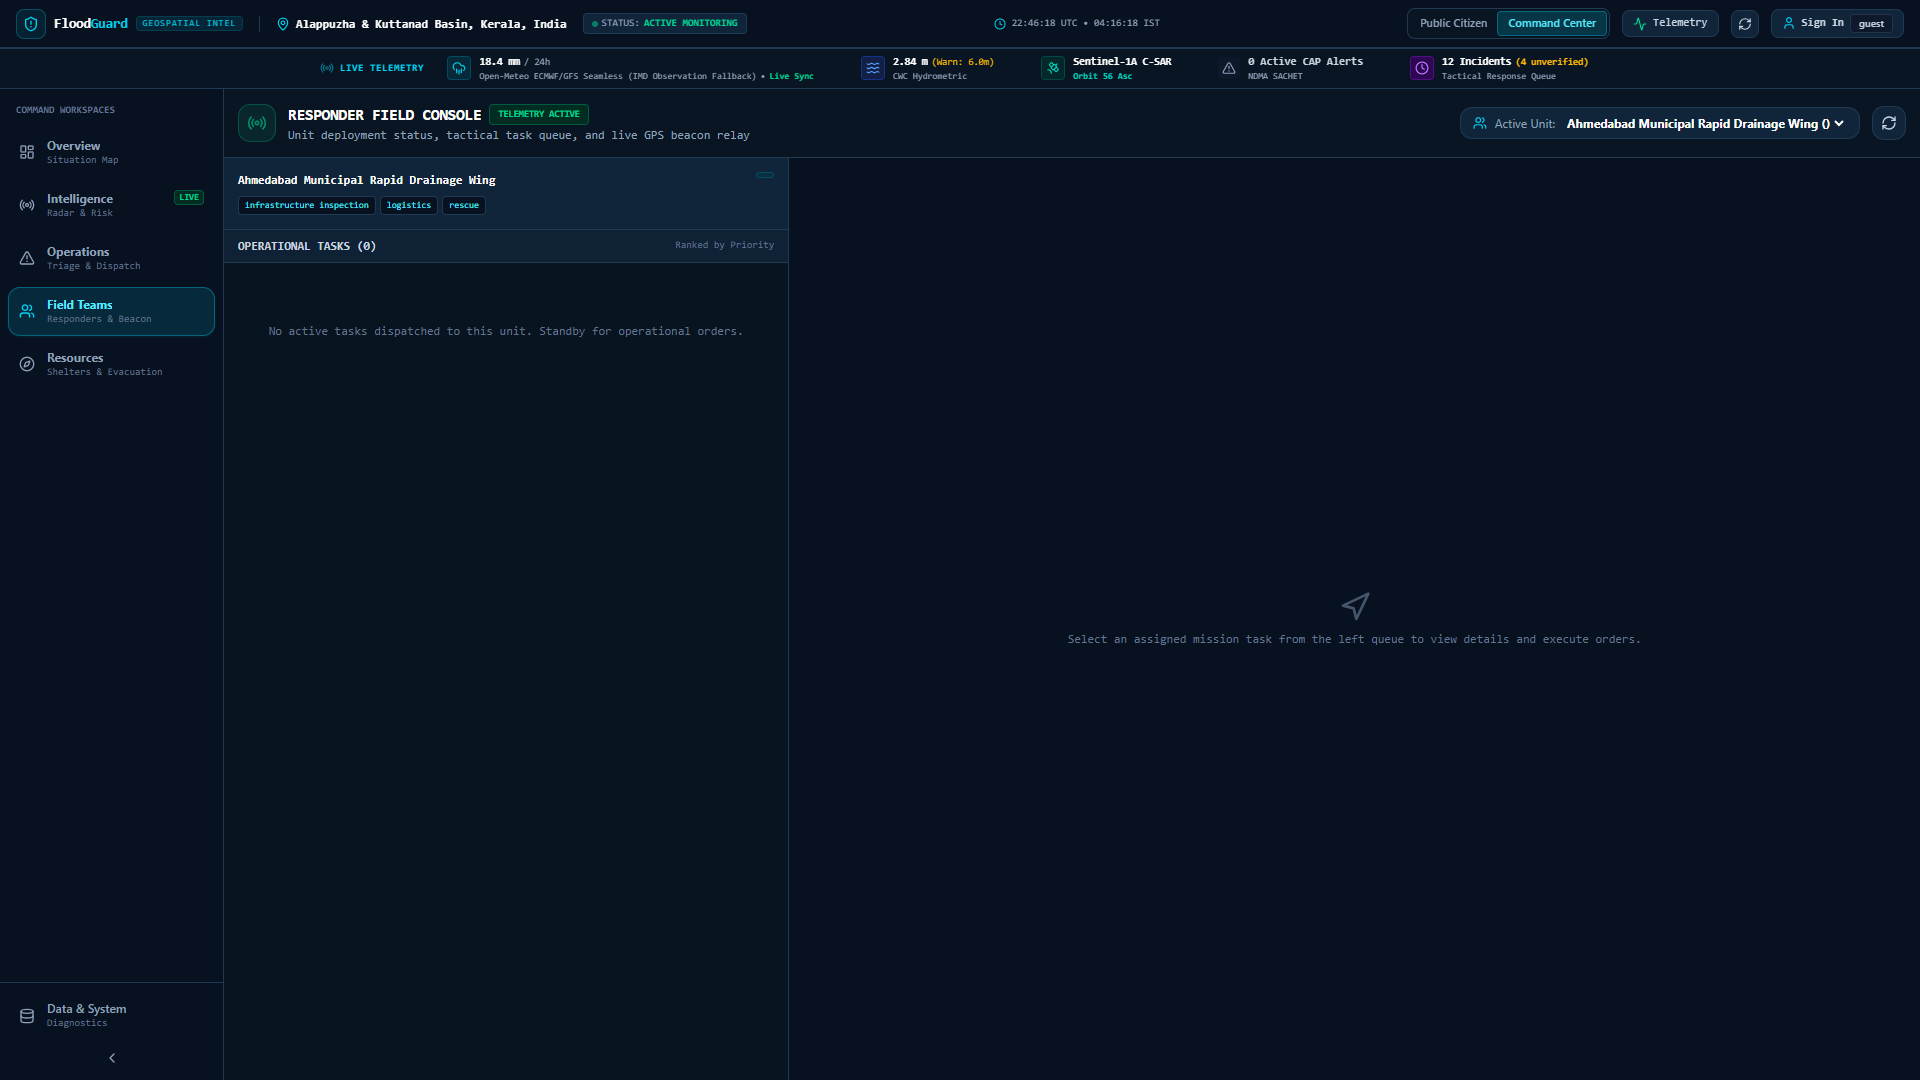 FloodGuard GEOSPATIAL INTEL Alappuzha & Kuttanad Basin, Kerala, India STATUS: ACTIVE MONITORING 22:46:18 UTC • 04:16:18 IST Public Citizen Command Center Telemetry Sign In guest
LIVE TELEMETRY
18.4 mm / 24h
Open-Meteo ECMWF/GFS Seamless (IMD Observation Fallback) • Live Sync
2.84 m (Warn: 6.0m)
CWC Hydrometric
Sentinel-1A C-SAR
Orbit 56 Asc
0 Active CAP Alerts
NDMA SACHET
12 Incidents (4 unverified)
Tactical Response Queue
COMMAND WORKSPACES
Overview
Situation Map
Intelligence
Radar & Risk
LIVE
Operations
Triage & Dispatch
Field Teams
Responders & Beacon
Resources
Shelters & Evacuation
Data & System
Diagnostics
RESPONDER FIELD CONSOLE TELEMETRY ACTIVE
Unit deployment status, tactical task queue, and live GPS beacon relay
Active Unit: Ahmedabad Municipal Rapid Drainage Wing ()
Ahmedabad Municipal Rapid Drainage Wing
infrastructure inspection logistics rescue
OPERATIONAL TASKS (0) Ranked by Priority
No active tasks dispatched to this unit. Standby for operational orders.
Select an assigned mission task from the left queue to view details and execute orders.